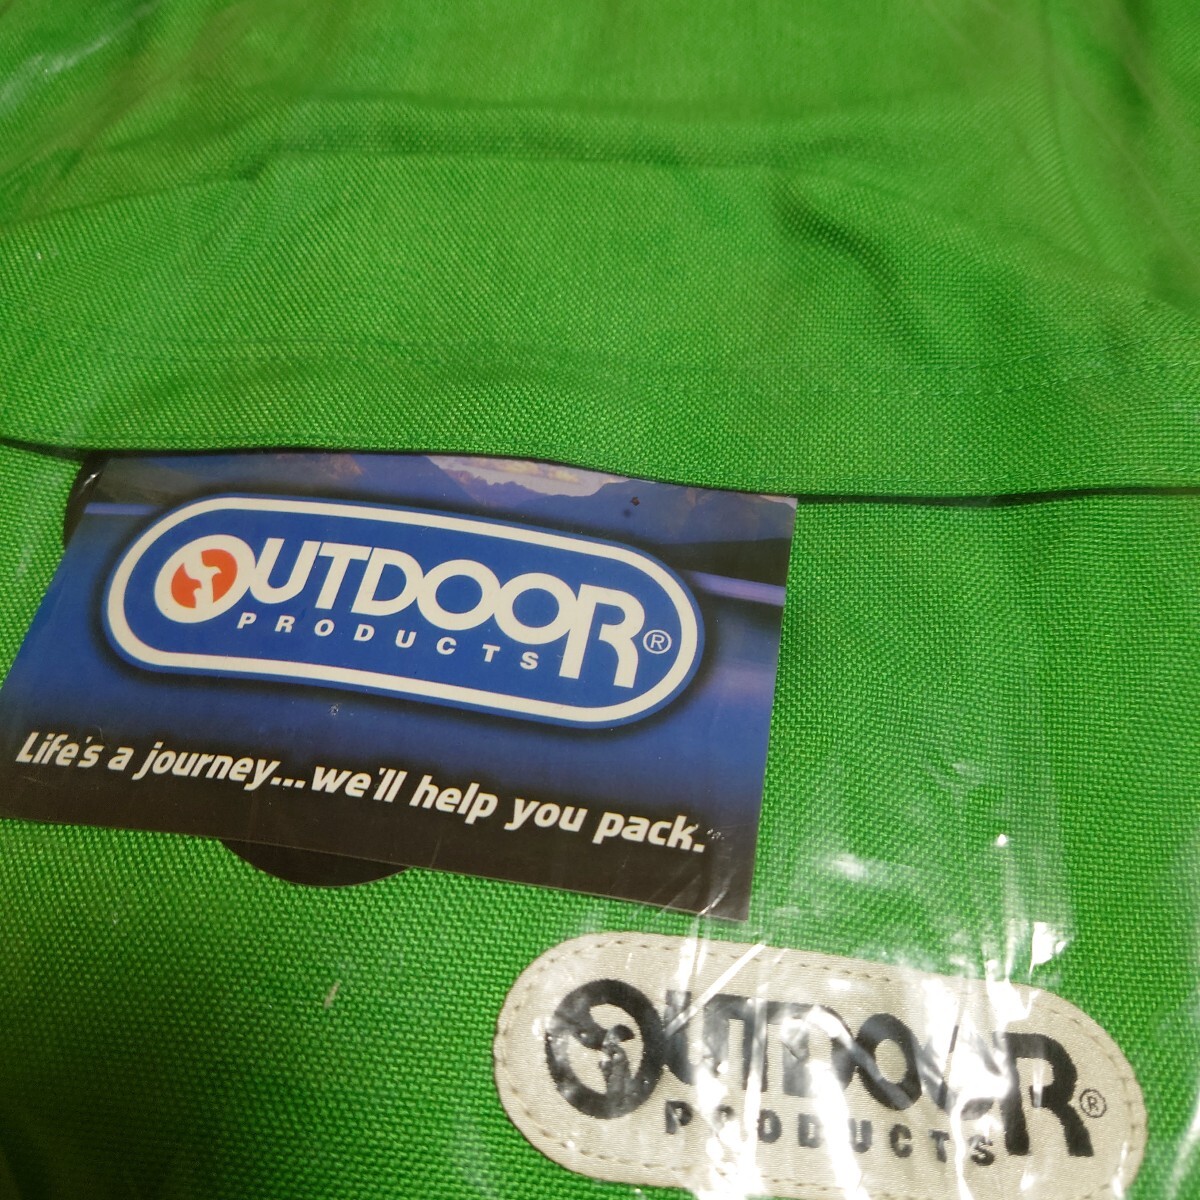 OUTDOOR
PRODUCTS ®
Life's a journey...we'll help you pack.
OUTDOOR
PRODUCTS ®